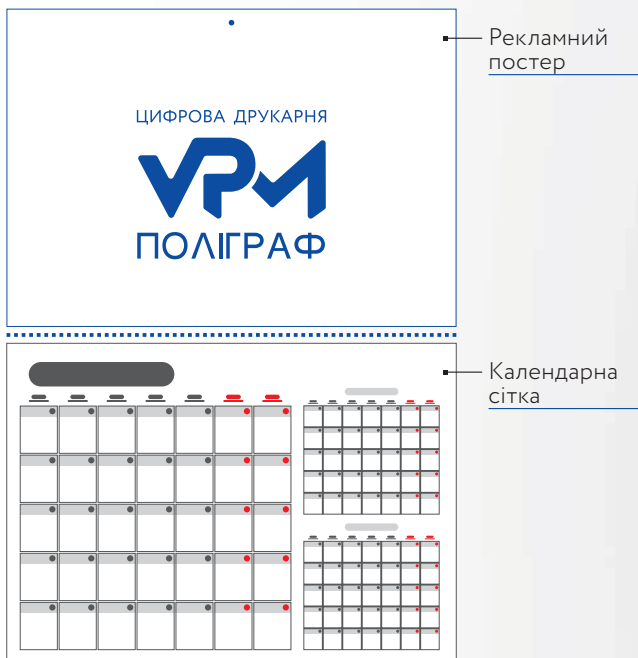 Рекламний
постер
ЦИФРОВА ДРУКАРНЯ
VPM
ПОЛІГРАФ
Календарна
сітка